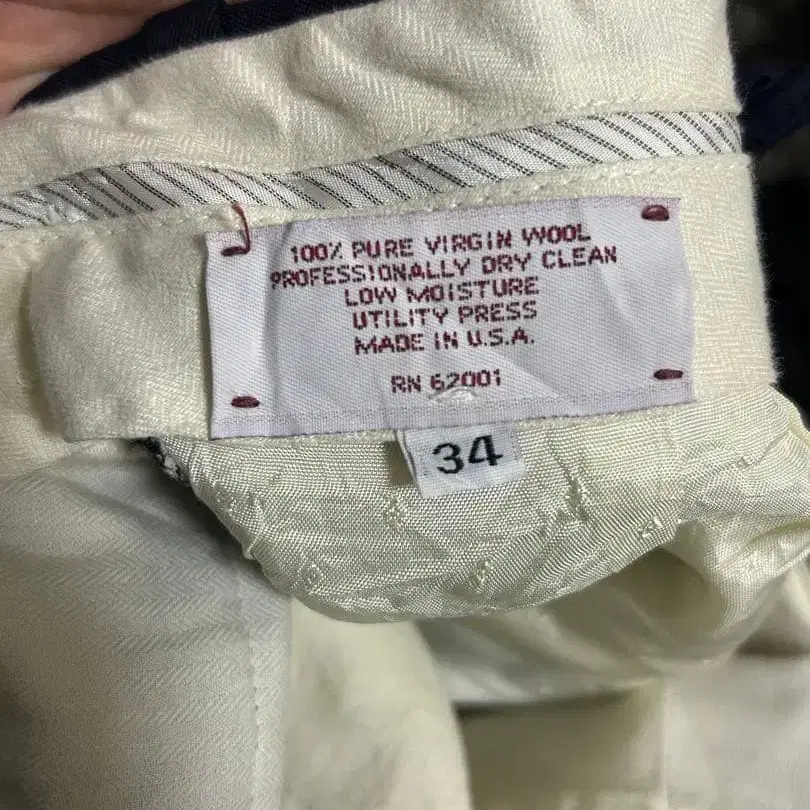 100% PURE VIRGIN WOOL
PROFESSIONALLY DRY CLEAN
LOW MOISTURE
UTILITY PRESS
MADE IN U.S.A.
RN 62001
34